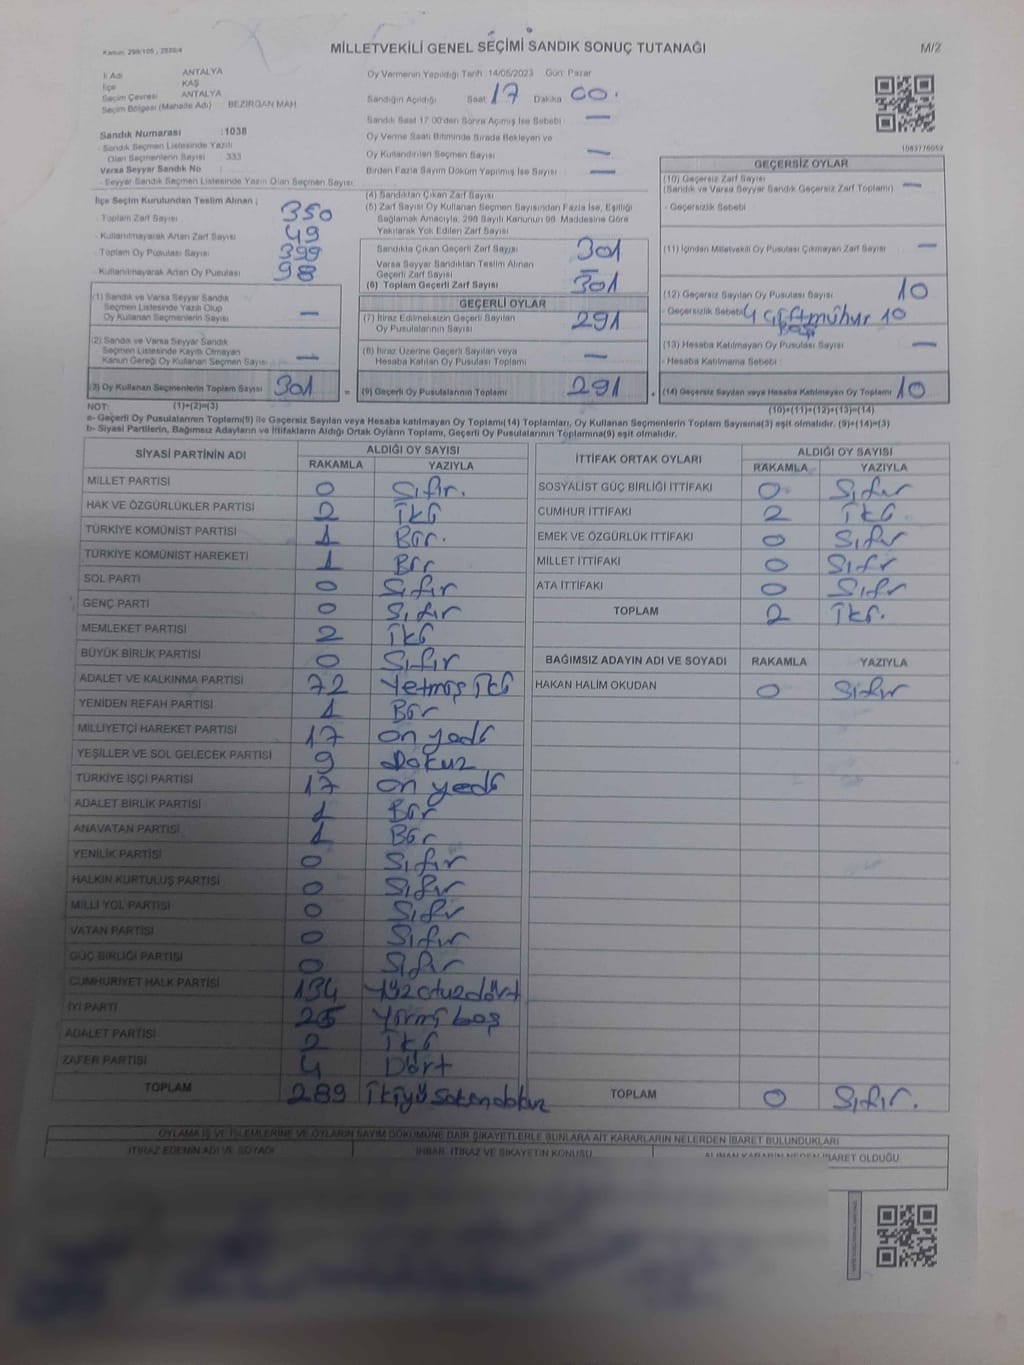 Kanun: 298/105 , 2839/4
MİLLETVEKİLİ GENEL SEÇİMİ SANDIK SONUÇ TUTANAĞI
M/2
İl Adı ANTALYA
İlçe KAŞ
Seçim Çevresi ANTALYA
Seçim Bölgesi (Mahalle Adı) BEZİRGAN MAH.
Oy Vermenin Yapıldığı Tarih :14/05/2023 Gün: Pazar
Sandığın Açıldığı Saat: 17 Dakika 00.
Sandık Saat 17:00'den Sonra Açılmış İse Sebebi —
Oy Verme Saati Bitiminde Sırada Bekleyen ve
Oy Kullandırılan Seçmen Sayısı —
Birden Fazla Sayım Döküm Yapılmış İse Sayısı —
Sandık Numarası :1038
- Sandık Seçmen Listesinde Yazılı
Olan Seçmenlerin Sayısı 333
Varsa Seyyar Sandık No :
- Seyyar Sandık Seçmen Listesinde Yazılı Olan Seçmen Sayısı:
İlçe Seçim Kurulundan Teslim Alınan ;
- Toplam Zarf Sayısı 350
- Kullanılmayarak Artan Zarf Sayısı 49
- Toplam Oy Pusulası Sayısı 399
- Kullanılmayarak Artan Oy Pusulası 98
(1) Sandık ve Varsa Seyyar Sandık
Seçmen Listesinde Yazılı Olup
Oy Kullanan Seçmenlerin Sayısı —
(2) Sandık ve Varsa Seyyar Sandık
Seçmen Listesinde Kayıtlı Olmayan
Kanun Gereği Oy Kullanan Seçmen Sayısı —
(3) Oy Kullanan Seçmenlerin Toplam Sayısı 301 =
(4) Sandıktan Çıkan Zarf Sayısı
(5) Zarf Sayısı Oy Kullanan Seçmen Sayısından Fazla İse, Eşitliği
Sağlamak Amacıyla; 298 Sayılı Kanunun 98. Maddesine Göre
Yakılarak Yok Edilen Zarf Sayısı
Sandıkta Çıkan Geçerli Zarf Sayısı 301
Varsa Seyyar Sandıktan Teslim Alınan
Geçerli Zarf Sayısı —
(6) Toplam Geçerli Zarf Sayısı 301
GEÇERLİ OYLAR
(7) İtiraz Edilmeksizin Geçerli Sayılan
Oy Pusulalarının Sayısı 291
(8) İtiraz Üzerine Geçerli Sayılan veya
Hesaba Katılan Oy Pusulası Toplamı —
(9) Geçerli Oy Pusulalarının Toplamı 291 +
1083776052
GEÇERSİZ OYLAR
(10) Geçersiz Zarf Sayısı
(Sandık ve Varsa Seyyar Sandık Geçersiz Zarf Toplamı) —
- Geçersizlik Sebebi :
(11) İçinden Milletvekili Oy Pusulası Çıkmayan Zarf Sayısı —
(12) Geçersiz Sayılan Oy Pusulası Sayısı 10
- Geçersizlik Sebebi: 4 çift mühür 10
Boş
(13) Hesaba Katılmayan Oy Pusulası Sayısı —
- Hesaba Katılmama Sebebi :
(14) Geçersiz Sayılan veya Hesaba Katılmayan Oy Toplamı 10
NOT: (1)+(2)=(3)
(10)+(11)+(12)+(13)=(14)
a- Geçerli Oy Pusulalarının Toplamı(9) ile Geçersiz Sayılan veya Hesaba katılmayan Oy Toplamı(14) Toplamları, Oy Kullanan Seçmenlerin Toplam Sayısına(3) eşit olmalıdır. (9)+(14)=(3)
b- Siyasi Partilerin, Bağımsız Adayların ve İttifakların Aldığı Ortak Oyların Toplamı, Geçerli Oy Pusulalarının Toplamına(9) eşit olmalıdır.
SİYASİ PARTİNİN ADI ALDIĞI OY SAYISI
RAKAMLA YAZIYLA
MİLLET PARTİSİ 0 Sıfır.
HAK VE ÖZGÜRLÜKLER PARTİSİ 2 İki
TÜRKİYE KOMÜNİST PARTİSİ 1 Bir.
TÜRKİYE KOMÜNİST HAREKETİ 1 Bir
SOL PARTİ 0 Sıfır
GENÇ PARTİ 0 Sıfır
MEMLEKET PARTİSİ 2 İki
BÜYÜK BİRLİK PARTİSİ 0 Sıfır
ADALET VE KALKINMA PARTİSİ 72 Yetmiş iki
YENİDEN REFAH PARTİSİ 1 Bir
MİLLİYETÇİ HAREKET PARTİSİ 17 On yedi
YEŞİLLER VE SOL GELECEK PARTİSİ 9 Dokuz
TÜRKİYE İŞÇİ PARTİSİ 17 On yedi
ADALET BİRLİK PARTİSİ 1 Bir
ANAVATAN PARTİSİ 1 Bir
YENİLİK PARTİSİ 0 Sıfır
HALKIN KURTULUŞ PARTİSİ 0 Sıfır
MİLLİ YOL PARTİSİ 0 Sıfır
VATAN PARTİSİ 0 Sıfır
GÜÇ BİRLİĞİ PARTİSİ 0 Sıfır
CUMHURİYET HALK PARTİSİ 134 Yüzotuzdört
İYİ PARTİ 25 Yirmi beş
ADALET PARTİSİ 2 İki
ZAFER PARTİSİ 4 Dört
TOPLAM 289 İkiyüseksendokuz
İTTİFAK ORTAK OYLARI ALDIĞI OY SAYISI
RAKAMLA YAZIYLA
SOSYALİST GÜÇ BİRLİĞİ İTTİFAKI 0 Sıfır
CUMHUR İTTİFAKI 2 İki.
EMEK VE ÖZGÜRLÜK İTTİFAKI 0 Sıfır
MİLLET İTTİFAKI 0 Sıfır
ATA İTTİFAKI 0 Sıfır
TOPLAM 2 İki.
BAĞIMSIZ ADAYIN ADI VE SOYADI RAKAMLA YAZIYLA
HAKAN HALİM OKUDAN 0 Sıfır
TOPLAM 0 Sıfır.
OYLAMA İŞ VE İŞLEMLERİNE VE OYLARIN SAYIM DÖKÜMÜNE DAİR ŞİKAYETLERLE BUNLARA AİT KARARLARIN NELERDEN İBARET BULUNDUKLARI
İTİRAZ EDENİN ADI VE SOYADI İHBAR, İTİRAZ VE ŞİKAYETİN KONUSU ALINAN KARARIN NEDEN İBARET OLDUĞU